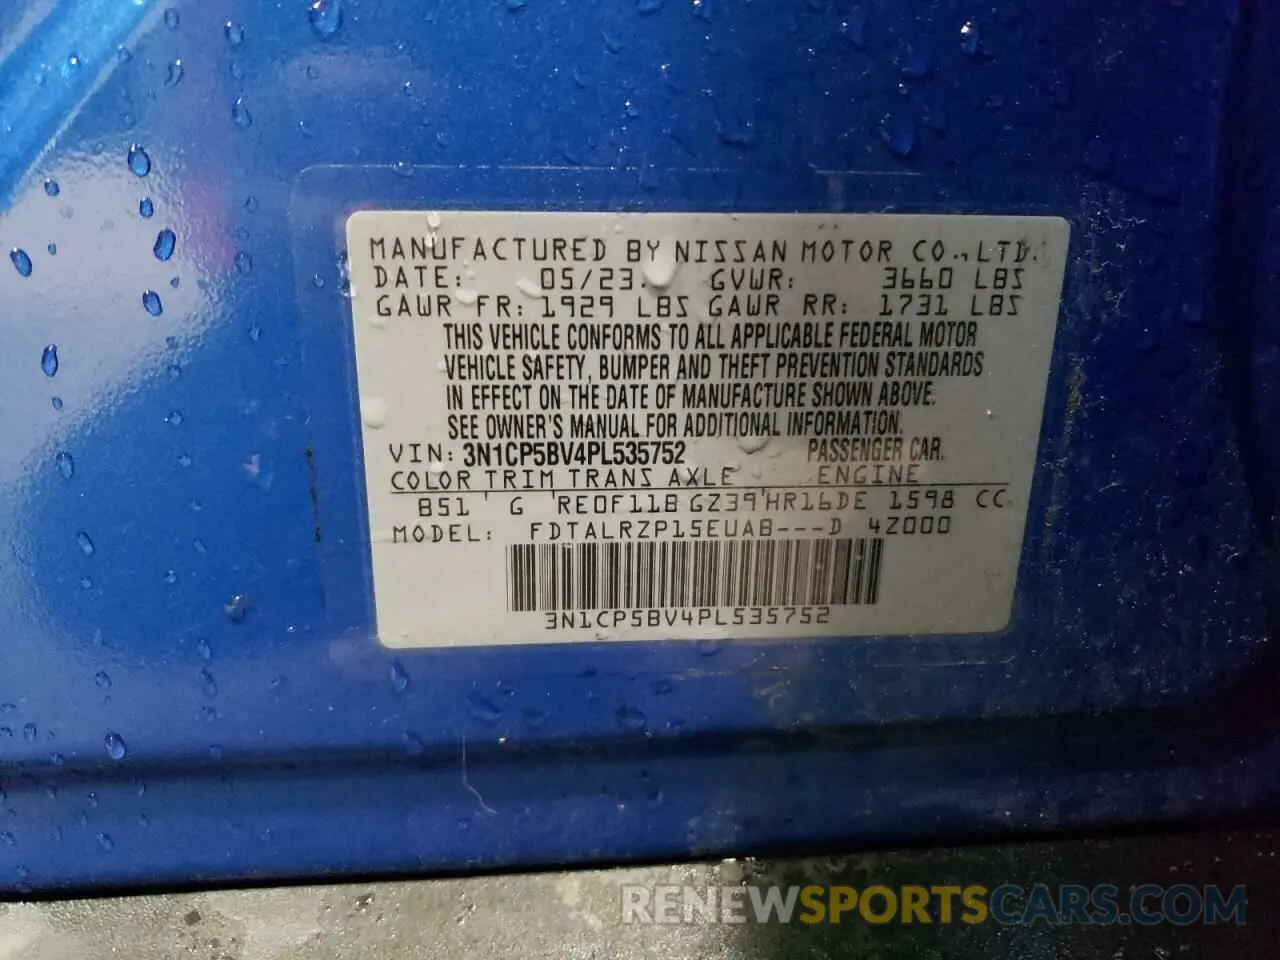 MANUFACTURED BY NISSAN MOTOR CO., LTD.
DATE: 05/23. GVWR: 3660 LBS
GAWR FR: 1929 LBS GAWR RR: 1731 LBS
THIS VEHICLE CONFORMS TO ALL APPLICABLE FEDERAL MOTOR
VEHICLE SAFETY, BUMPER AND THEFT PREVENTION STANDARDS
IN EFFECT ON THE DATE OF MANUFACTURE SHOWN ABOVE.
SEE OWNER'S MANUAL FOR ADDITIONAL INFORMATION.
VIN: 3N1CP5BV4PL535752 PASSENGER CAR.
COLOR TRIM TRANS AXLE ENGINE
B51 ' G 'RE0F11B GZ39'HR16DE 1598 CC
MODEL: FDTALRZP15EUAB---D 4Z000
3N1CP5BV4PL535752
RENEWSPORTSCARS.COM